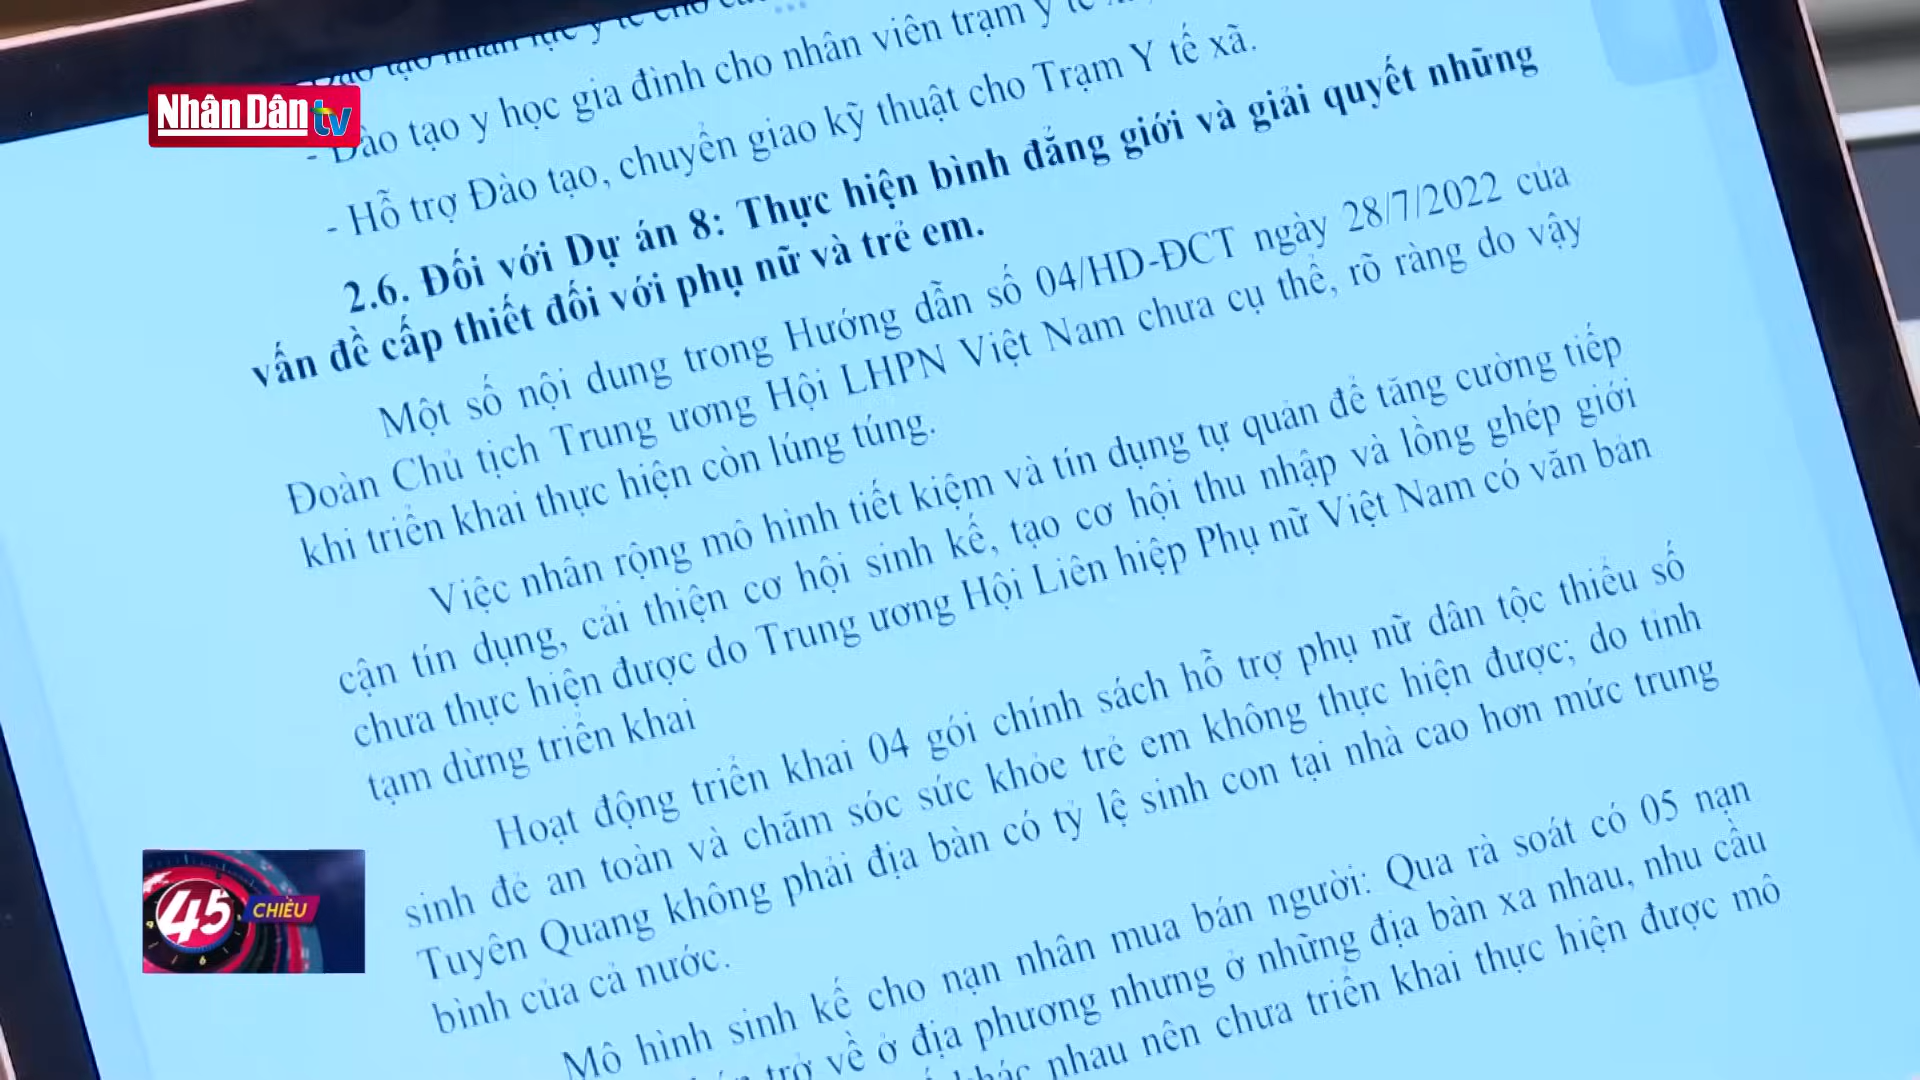 Đào tạo nhân lực y tế cho
- Đào tạo y học gia đình cho nhân viên trạm y tế
- Hỗ trợ Đào tạo, chuyển giao kỹ thuật cho Trạm Y tế xã.
2.6. Đối với Dự án 8: Thực hiện bình đẳng giới và giải quyết những
vấn đề cấp thiết đối với phụ nữ và trẻ em.
Một số nội dung trong Hướng dẫn số 04/HD-ĐCT ngày 28/7/2022 của
Đoàn Chủ tịch Trung ương Hội LHPN Việt Nam chưa cụ thể, rõ ràng do vậy
khi triển khai thực hiện còn lúng túng.
Việc nhân rộng mô hình tiết kiệm và tín dụng tự quản để tăng cường tiếp
cận tín dụng, cải thiện cơ hội sinh kế, tạo cơ hội thu nhập và lồng ghép giới
chưa thực hiện được do Trung ương Hội Liên hiệp Phụ nữ Việt Nam có văn bản
tạm dừng triển khai
Hoạt động triển khai 04 gói chính sách hỗ trợ phụ nữ dân tộc thiểu số
sinh đẻ an toàn và chăm sóc sức khỏe trẻ em không thực hiện được; do tỉnh
Tuyên Quang không phải địa bàn có tỷ lệ sinh con tại nhà cao hơn mức trung
bình của cả nước.
Mô hình sinh kế cho nạn nhân mua bán người: Qua rà soát có 05 nạn
trở về ở địa phương nhưng ở những địa bàn xa nhau, nhu cầu
khác nhau nên chưa triển khai thực hiện được mô
Nhân Dân tv
45 CHIỀU
9
6